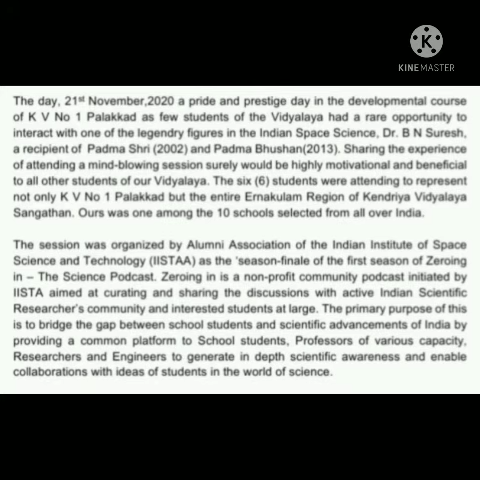 K
KINEMASTER
The day, 21st November,2020 a pride and prestige day in the developmental course
of K V No 1 Palakkad as few students of the Vidyalaya had a rare opportunity to
interact with one of the legendry figures in the Indian Space Science, Dr. B N Suresh,
a recipient of Padma Shri (2002) and Padma Bhushan(2013). Sharing the experience
of attending a mind-blowing session surely would be highly motivational and beneficial
to all other students of our Vidyalaya. The six (6) students were attending to represent
not only K V No 1 Palakkad but the entire Ernakulam Region of Kendriya Vidyalaya
Sangathan. Ours was one among the 10 schools selected from all over India.
The session was organized by Alumni Association of the Indian Institute of Space
Science and Technology (IISTAA) as the 'season-finale of the first season of Zeroing
in – The Science Podcast. Zeroing in is a non-profit community podcast initiated by
IISTA aimed at curating and sharing the discussions with active Indian Scientific
Researcher's community and interested students at large. The primary purpose of this
is to bridge the gap between school students and scientific advancements of India by
providing a common platform to School students, Professors of various capacity,
Researchers and Engineers to generate in depth scientific awareness and enable
collaborations with ideas of students in the world of science.